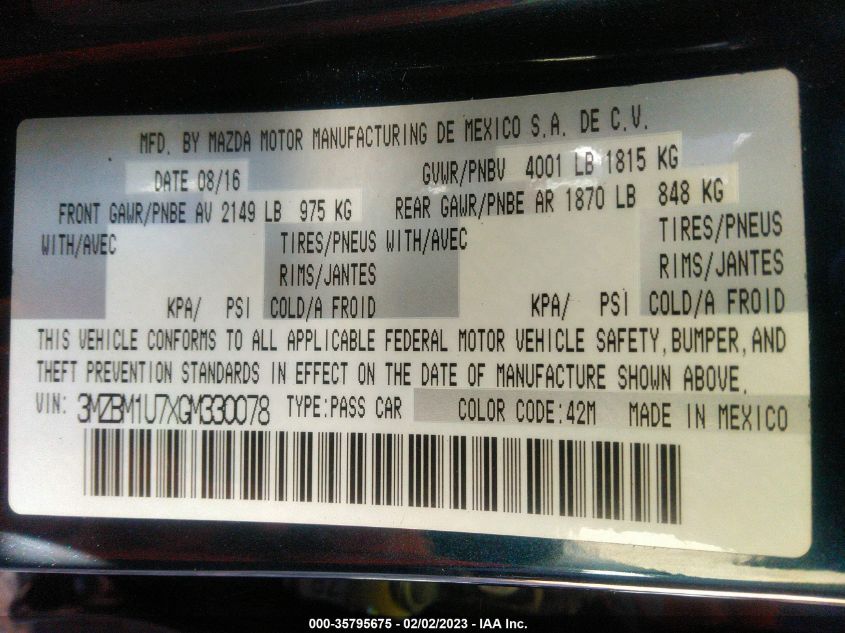 MFD. BY MAZDA MOTOR MANUFACTURING DE MEXICO S.A. DE C.V.
DATE 08/16 GVWR/PNBV 4001 LB 1815 KG
FRONT GAWR/PNBE AV 2149 LB 975 KG REAR GAWR/PNBE AR 1870 LB 848 KG
WITH/AVEC TIRES/PNEUS WITH/AVEC TIRES/PNEUS
RIMS/JANTES RIMS/JANTES
KPA/ PSI COLD/A FROID KPA/ PSI COLD/A FROID
THIS VEHICLE CONFORMS TO ALL APPLICABLE FEDERAL MOTOR VEHICLE SAFETY, BUMPER, AND
THEFT PREVENTION STANDARDS IN EFFECT ON THE DATE OF MANUFACTURE SHOWN ABOVE.
VIN: 3MZBM1U7XGM330078 TYPE:PASS CAR COLOR CODE:42M MADE IN MEXICO
000-35795675 - 02/02/2023 - IAA Inc.